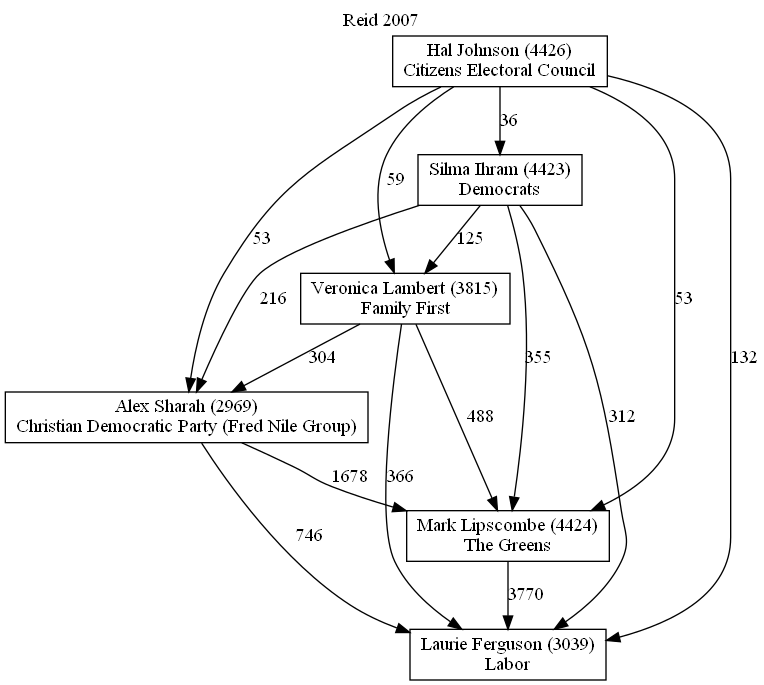 Reid 2007
Hal Johnson (4426)
Citizens Electoral Council
36
Silma Ihram (4423)
Democrats
59
53
125
216
Veronica Lambert (3815)
Family First
53
132
304
355
Alex Sharah (2969)
Christian Democratic Party (Fred Nile Group)
488
312
1678
366
Mark Lipscombe (4424)
The Greens
746
3770
Laurie Ferguson (3039)
Labor